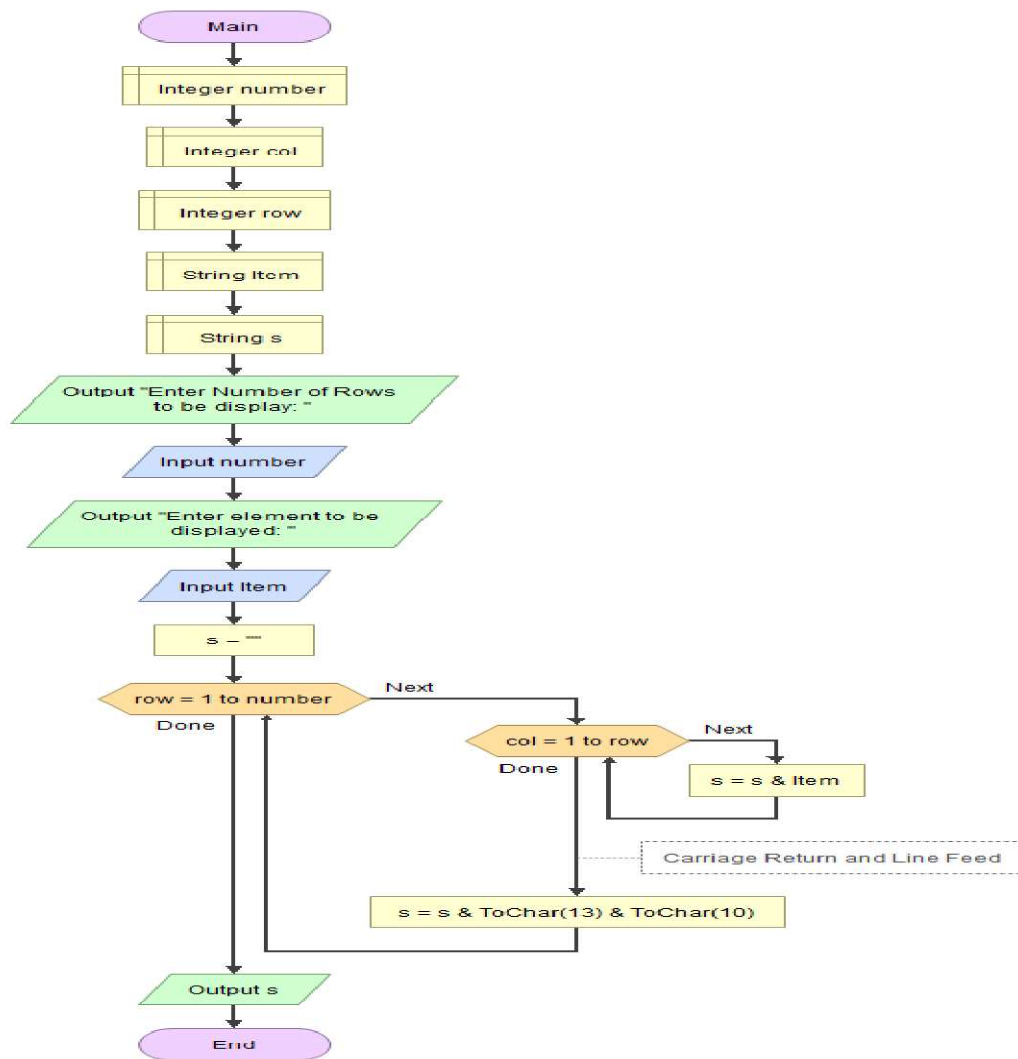 Main
Integer number
Integer col
Integer row
String Item
String s
Output "Enter Number of Rows
to be display: "
Input number
Output "Enter element to be
displayed: "
Input Item
s = ""
row = 1 to number
Next
Done
col = 1 to row
Next
Done
s = s & Item
Carriage Return and Line Feed
s = s & ToChar(13) & ToChar(10)
Output s
End